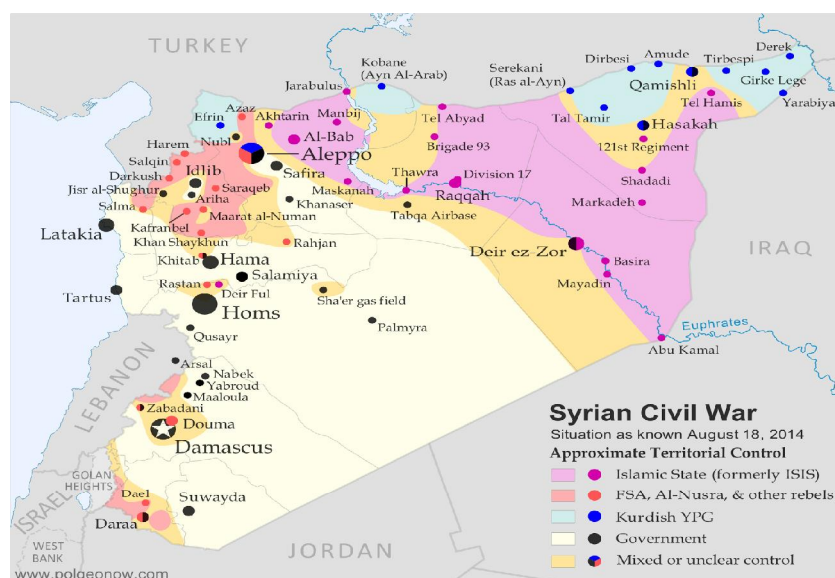 TURKEY
Kobane
(Ayn Al-Arab)
Serekani
(Ras al-Ayn)
Dirbesi
Amude
Tirbespi
Derek
Qamishli
Girke Lege
Yarabiya
Jarabulus
Azaz
Akhtarin
Manbij
Efrin
Nubl
Al-Bab
Aleppo
Tel Abyad
Brigade 93
Tal Tamir
Tel Hamis
Hasakah
121st Regiment
Harem
Salqin
Darkush
Idlib
Jisr al-Shughur
Ariha
Saraqeb
Safira
Khanaser
Maskanah
Thawra
Division 17
Raqqah
Shadadi
Markadeh
Salma
Maarat al-Numan
Kafranbel
Khan Shaykhun
Tabqa Airbase
Latakia
Rahjan
Deir ez-Zor
IRAQ
Khitab
Hama
Salamiya
Basira
Mayadin
Tartus
Rastan
Deir Ful
Homs
Sha'er gas field
Palmyra
Qusayr
Euphrates
Abu Kamal
LEBANON
Arsal
Nabek
Yabroud
Maaloula
Zabadani
Douma
Damascus
GOLAN
HEIGHTS
ISRAEL
Dael
Daraa
Suwayda
WEST
BANK
JORDAN
Syrian Civil War
Situation as known August 18, 2014
Approximate Territorial Control
Islamic State (formerly ISIS)
FSA, Al-Nusra, & other rebels
Kurdish YPG
Government
Mixed or unclear control
www.polgeonow.com